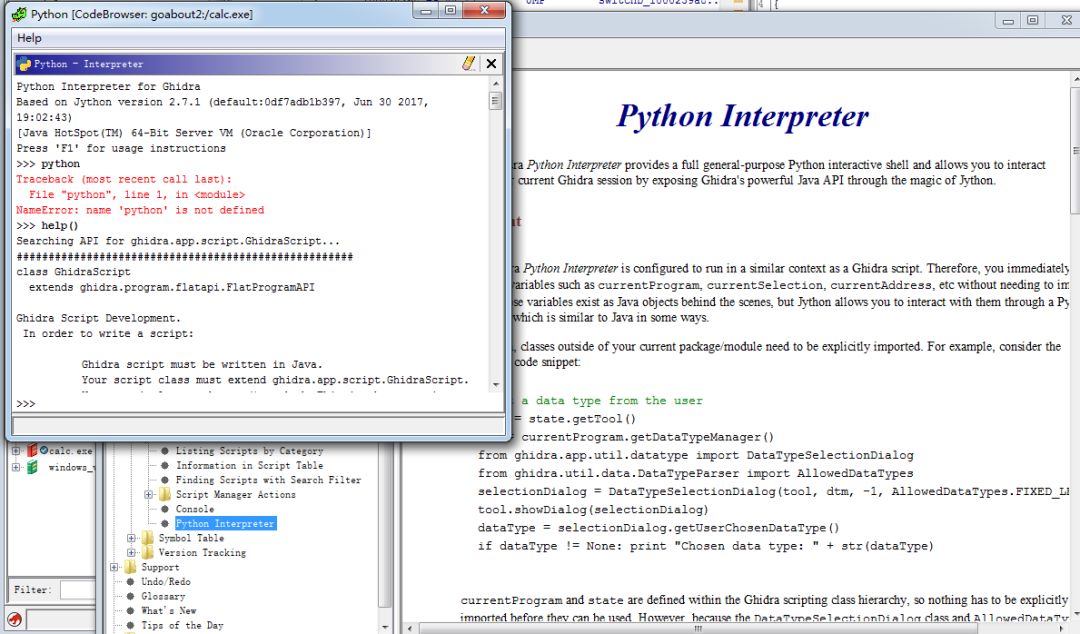 Python [CodeBrowser: goabout2:/calc.exe]
Help
Python - Interpreter
Python Interpreter for Ghidra
Based on Jython version 2.7.1 (default:0df7adb1b397, Jun 30 2017,
19:02:43)
[Java HotSpot(TM) 64-Bit Server VM (Oracle Corporation)]
Press 'F1' for usage instructions
>>> python
Traceback (most recent call last):
File "python", line 1, in <module>
NameError: name 'python' is not defined
>>> help()
Searching API for ghidra.app.script.GhidraScript...
#####################################################
class GhidraScript
extends ghidra.program.flatapi.FlatProgramAPI
Ghidra Script Development.
In order to write a script:
Ghidra script must be written in Java.
Your script class must extend ghidra.app.script.GhidraScript.
>>>
calc.exe
windows_v
Filter:
Listing Scripts by Category
Information in Script Table
Finding Scripts with Search Filter
Script Manager Actions
Console
Python Interpreter
Symbol Table
Version Tracking
Support
Undo/Redo
Glossary
What's New
Tips of the Day
Python Interpreter
Python Interpreter provides a full general-purpose Python interactive shell and allows you to interact
current Ghidra session by exposing Ghidra's powerful Java API through the magic of Jython.
Python Interpreter is configured to run in a similar context as a Ghidra script. Therefore, you immediately
variables such as currentProgram, currentSelection, currentAddress, etc without needing to im
se variables exist as Java objects behind the scenes, but Jython allows you to interact with them through a Py
which is similar to Java in some ways.
, classes outside of your current package/module need to be explicitly imported. For example, consider the
code snippet:
a data type from the user
= state.getTool()
currentProgram.getDataTypeManager()
from ghidra.app.util.datatype import DataTypeSelectionDialog
from ghidra.util.data.DataTypeParser import AllowedDataTypes
selectionDialog = DataTypeSelectionDialog(tool, dtm, -1, AllowedDataTypes.FIXED_LE
tool.showDialog(selectionDialog)
dataType = selectionDialog.getUserChosenDataType()
if dataType != None: print "Chosen data type: " + str(dataType)
currentProgram and state are defined within the Ghidra scripting class hierarchy, so nothing has to be explicitly
imported before they can be used. However, because the DataTypeSelectionDialog class and AllowedDataTy